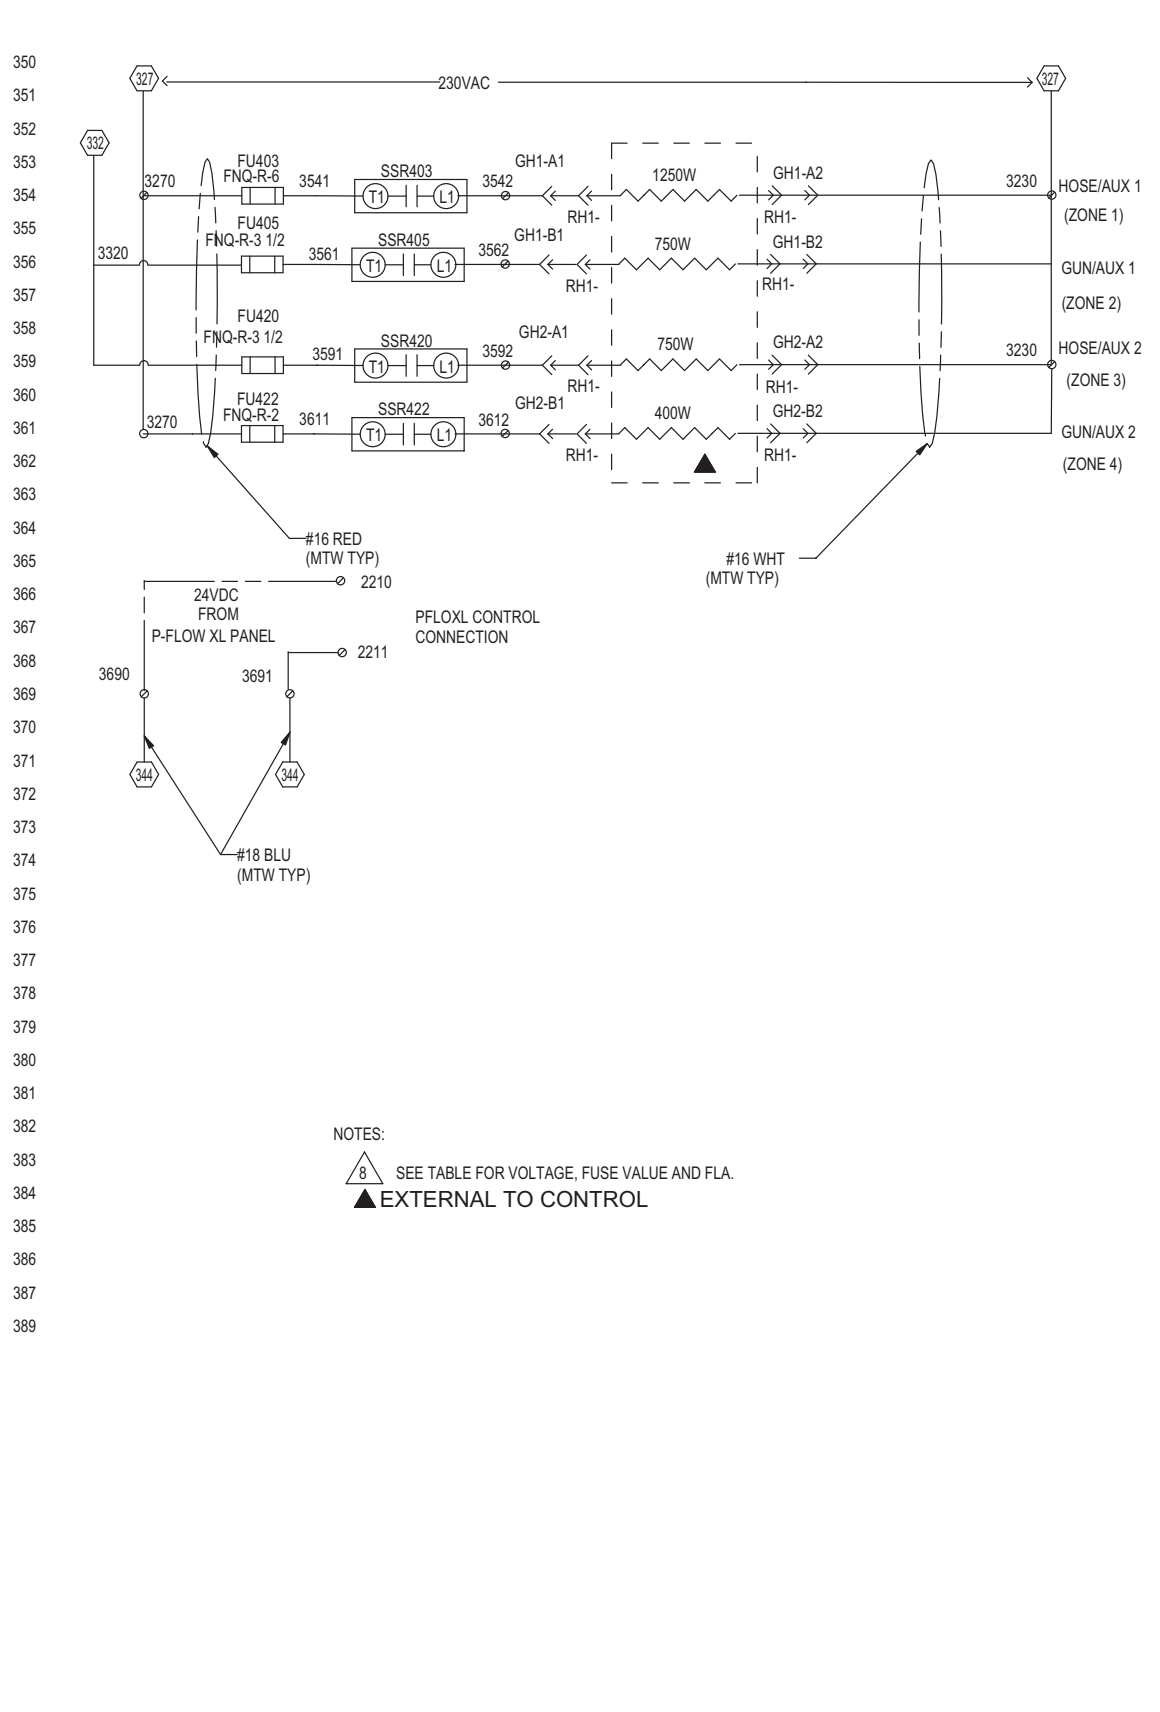 350
327 230VAC 327
351
352
332
353
FU403 GH1-A1
3270 FNQ-R-6 3541 SSR403 3542 1250W GH1-A2 3230 HOSE/AUX 1
354 T1 L1
RH1- RH1- (ZONE 1)
355 FU405
FNQ-R-3 1/2 SSR405 GH1-B1 GH1-B2
3320 3561 3562 750W
356 T1 L1 GUN/AUX 1
RH1- RH1-
357 (ZONE 2)
FU420
358 FNQ-R-3 1/2 SSR420 GH2-A1 750W GH2-A2
3591 3592 3230 HOSE/AUX 2
359 T1 L1
RH1- RH1- (ZONE 3)
360 FU422
FNQ-R-2 SSR422 GH2-B1 400W GH2-B2
361 3270 3611 T1 L1 3612 GUN/AUX 2
RH1- RH1-
362 (ZONE 4)
363
364
#16 RED
(MTW TYP)
365 #16 WHT
(MTW TYP)
2210
366 24VDC
FROM
367 P-FLOW XL PANEL
PFLOXL CONTROL
CONNECTION
368 2211
3690 3691
369
370
371
344 344
372
373
374 #18 BLU
(MTW TYP)
375
376
377
378
379
380
381
382 NOTES:
383 8 SEE TABLE FOR VOLTAGE, FUSE VALUE AND FLA.
384 EXTERNAL TO CONTROL
385
386
387
389